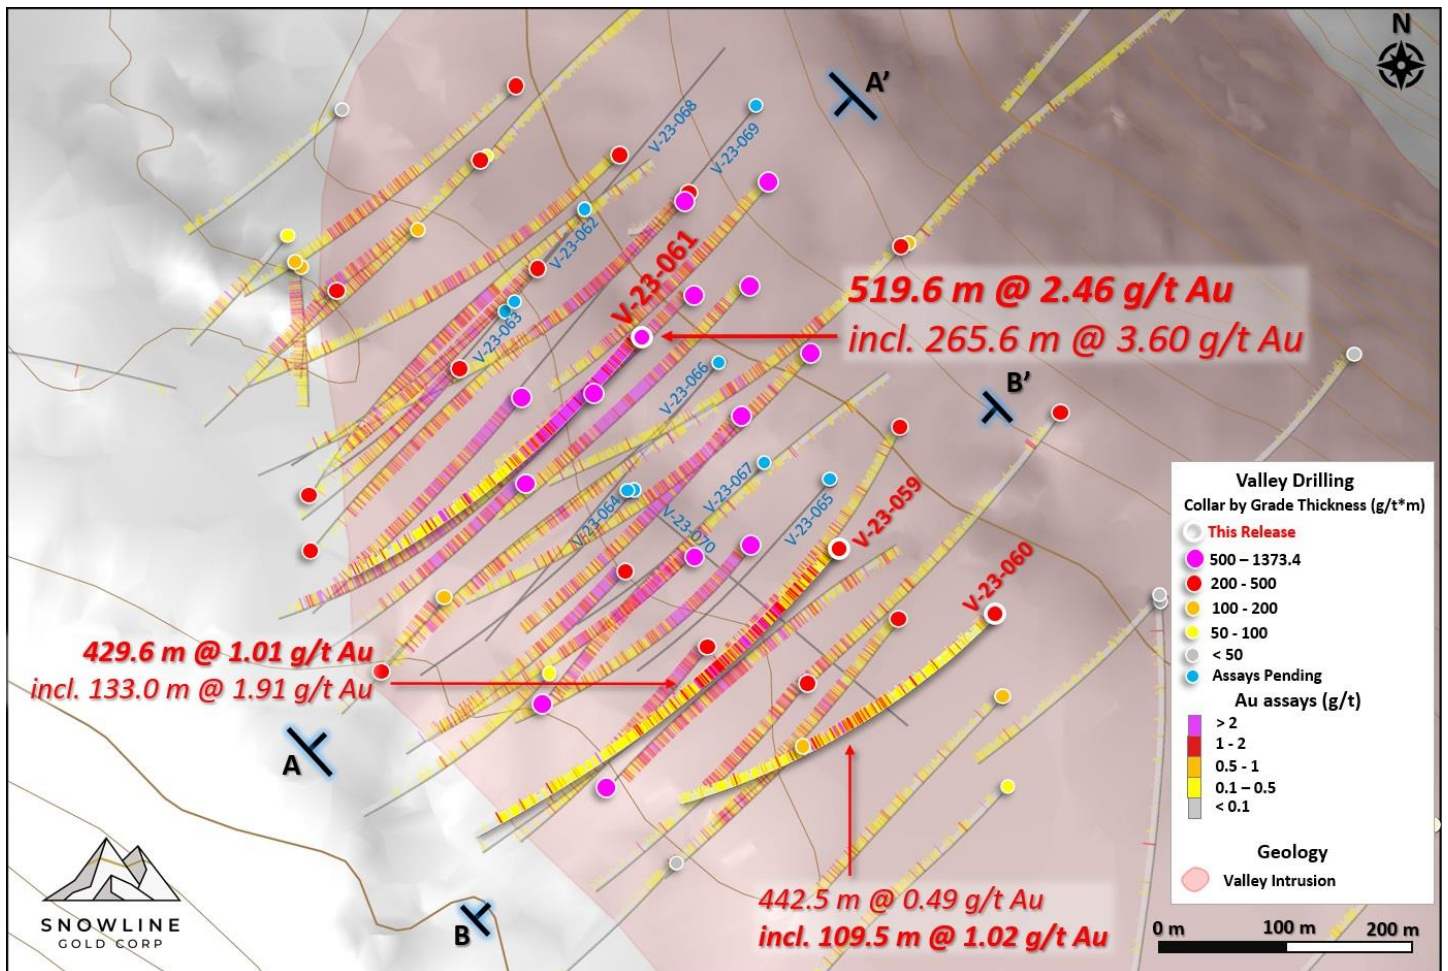 N
A'
V-23-068
V-23-069
V-23-062
V-23-061
519.6 m @ 2.46 g/t Au
incl. 265.6 m @ 3.60 g/t Au
V-23-063
V-23-066
B'
V-23-067
V-23-064
V-23-065
V-23-070
V-23-059
V-23-060
429.6 m @ 1.01 g/t Au
incl. 133.0 m @ 1.91 g/t Au
A
B
442.5 m @ 0.49 g/t Au
incl. 109.5 m @ 1.02 g/t Au
SNOWLINE
GOLD CORP
Valley Drilling
Collar by Grade Thickness (g/t*m)
This Release
500 – 1373.4
200 - 500
100 - 200
50 - 100
< 50
Assays Pending
Au assays (g/t)
> 2
1 - 2
0.5 - 1
0.1 – 0.5
< 0.1
Geology
Valley Intrusion
0 m 100 m 200 m